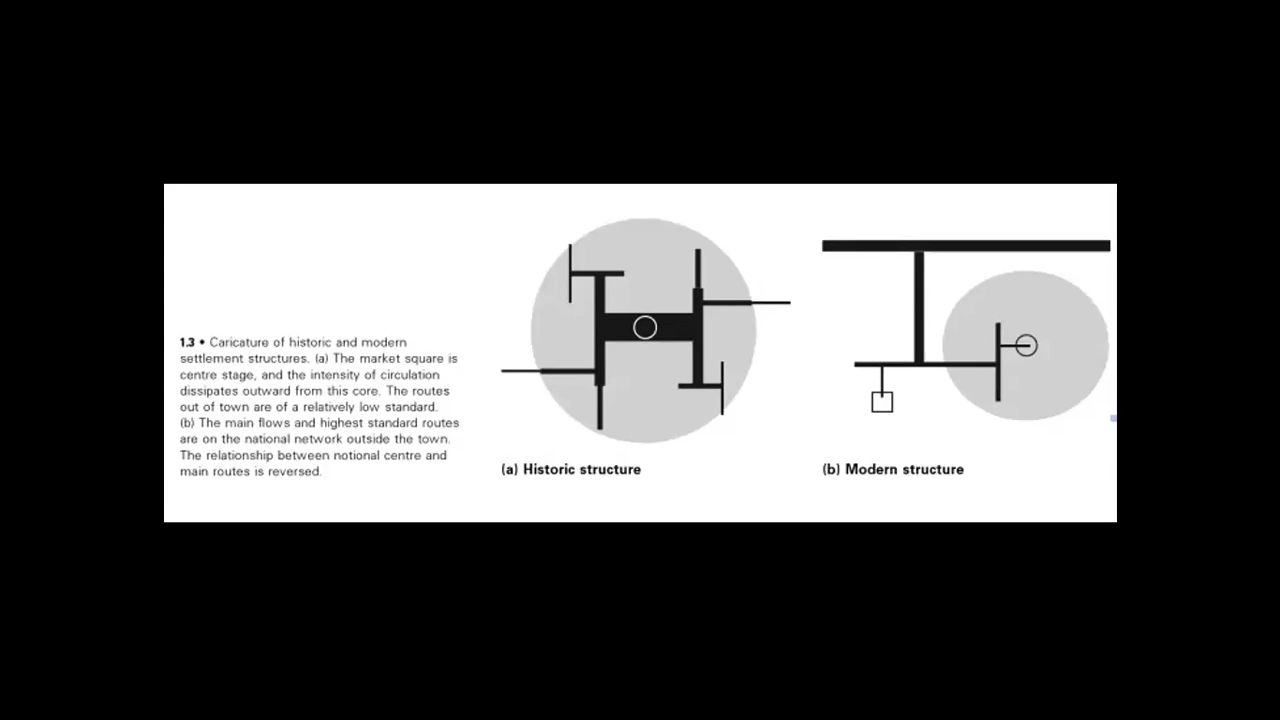 1.3 • Caricature of historic and modern
settlement structures. (a) The market square is
centre stage, and the intensity of circulation
dissipates outward from this core. The routes
out of town are of a relatively low standard.
(b) The main flows and highest standard routes
are on the national network outside the town.
The relationship between notional centre and
main routes is reversed.
(a) Historic structure
(b) Modern structure